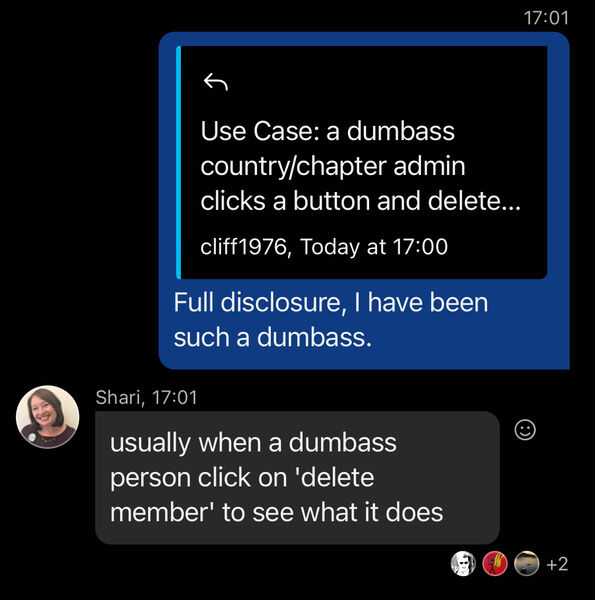 17:01
Use Case: a dumbass
country/chapter admin
clicks a button and delete...
cliff1976, Today at 17:00
Full disclosure, I have been
such a dumbass.
Shari, 17:01
usually when a dumbass
person click on 'delete
member' to see what it does
+2